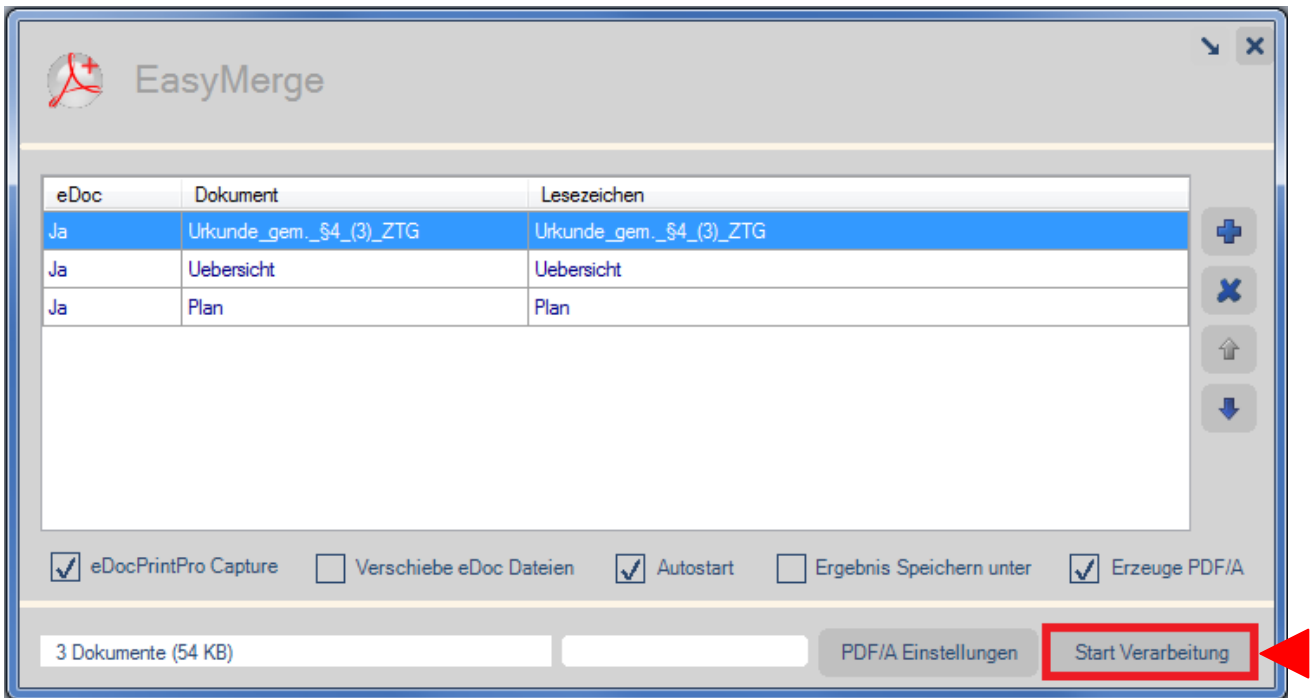 EasyMerge
eDoc Dokument Lesezeichen
Ja Urkunde_gem._§4_(3)_ZTG Urkunde_gem._§4_(3)_ZTG
Ja Uebersicht Uebersicht
Ja Plan Plan
eDocPrintPro Capture Verschiebe eDoc Dateien Autostart Ergebnis Speichern unter Erzeuge PDF/A
3 Dokumente (54 KB) PDF/A Einstellungen Start Verarbeitung